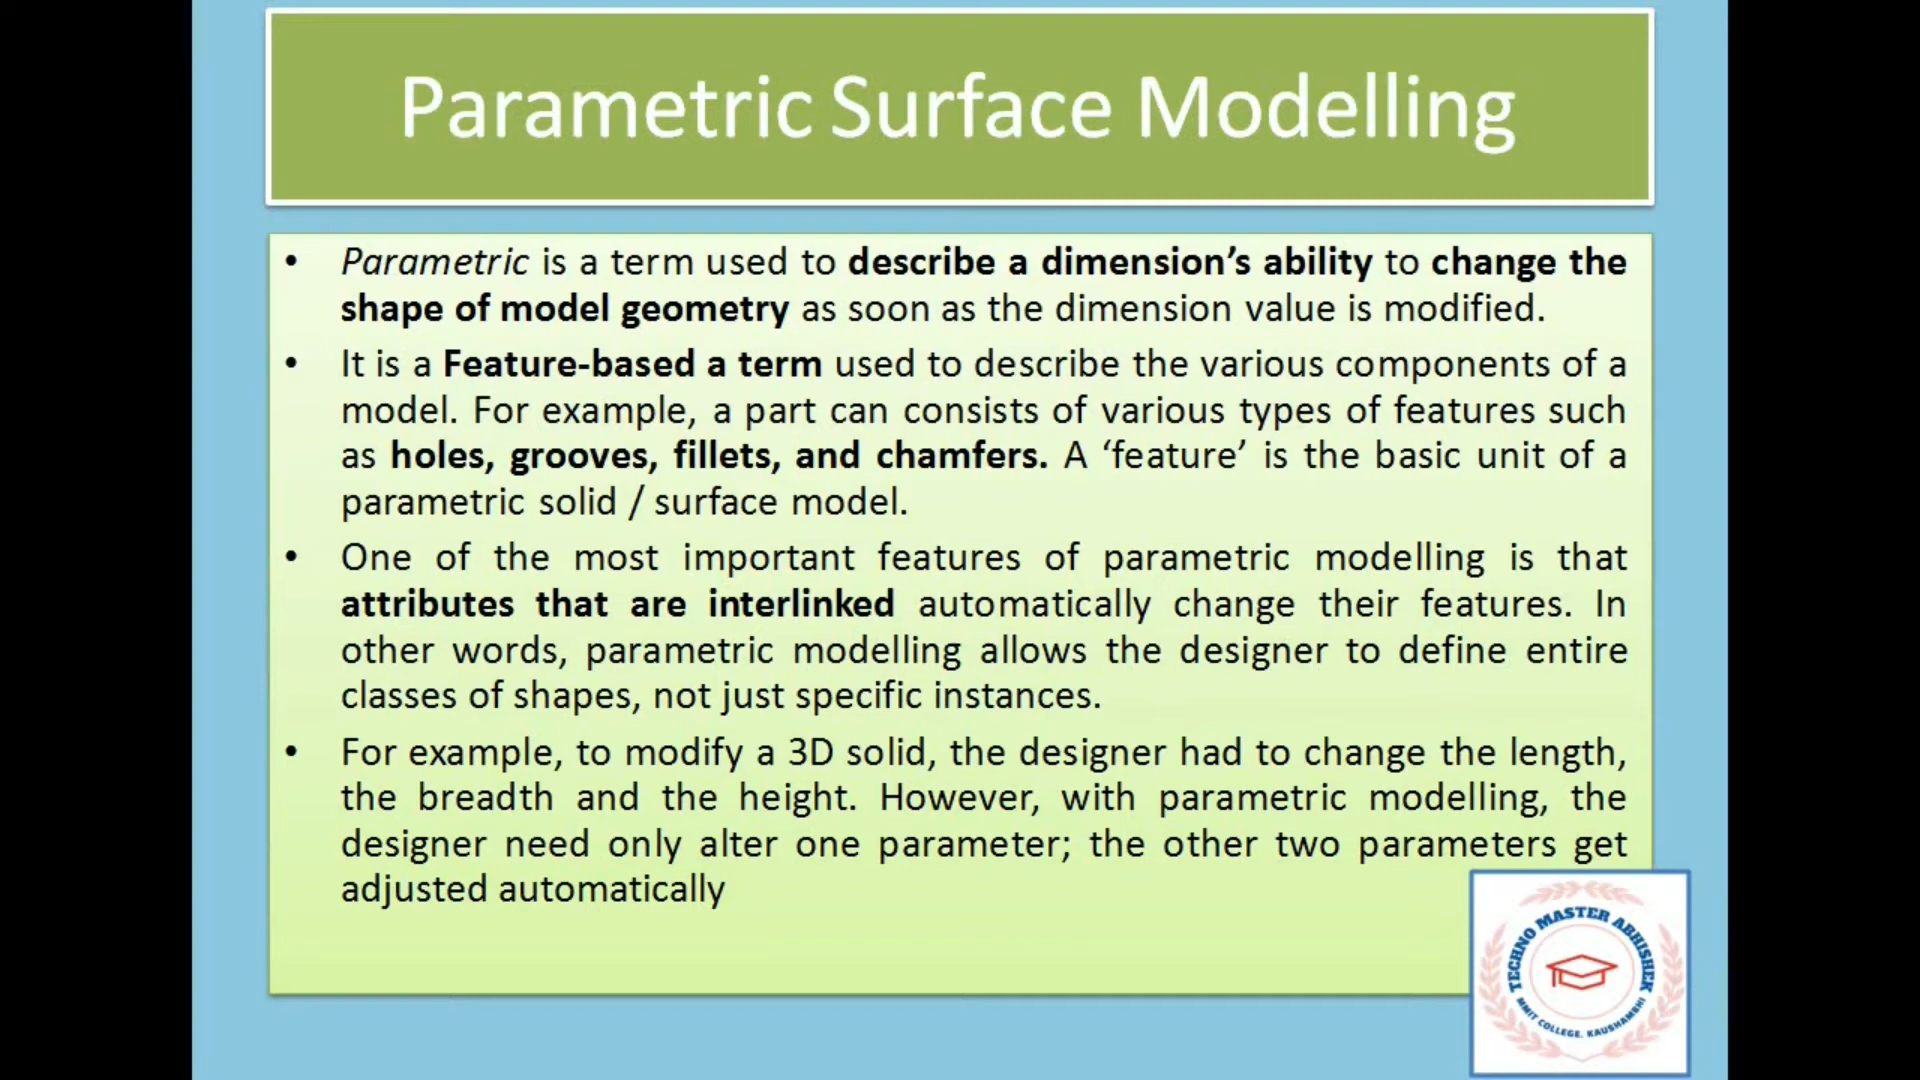 Parametric Surface Modelling
• Parametric is a term used to describe a dimension’s ability to change the
shape of model geometry as soon as the dimension value is modified.
• It is a Feature-based a term used to describe the various components of a
model. For example, a part can consists of various types of features such
as holes, grooves, fillets, and chamfers. A ‘feature’ is the basic unit of a
parametric solid / surface model.
• One of the most important features of parametric modelling is that
attributes that are interlinked automatically change their features. In
other words, parametric modelling allows the designer to define entire
classes of shapes, not just specific instances.
• For example, to modify a 3D solid, the designer had to change the length,
the breadth and the height. However, with parametric modelling, the
designer need only alter one parameter; the other two parameters get
adjusted automatically
TECHNO MASTER ABHISHEK
MMIT COLLEGE, KAUSHAMBHI